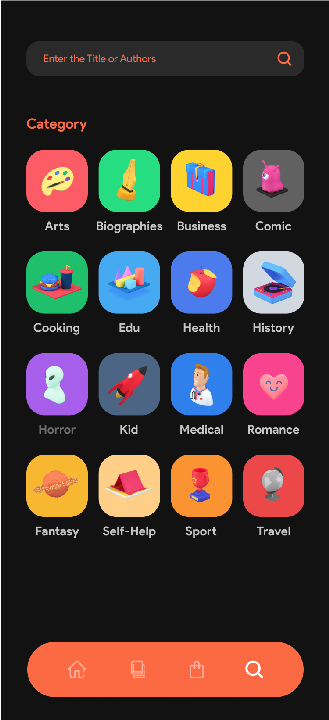 Enter the Title or Authors
Category
Arts Biographies Business Comic
Cooking Edu Health History
Horror Kid Medical Romance
Fantasy Self-Help Sport Travel